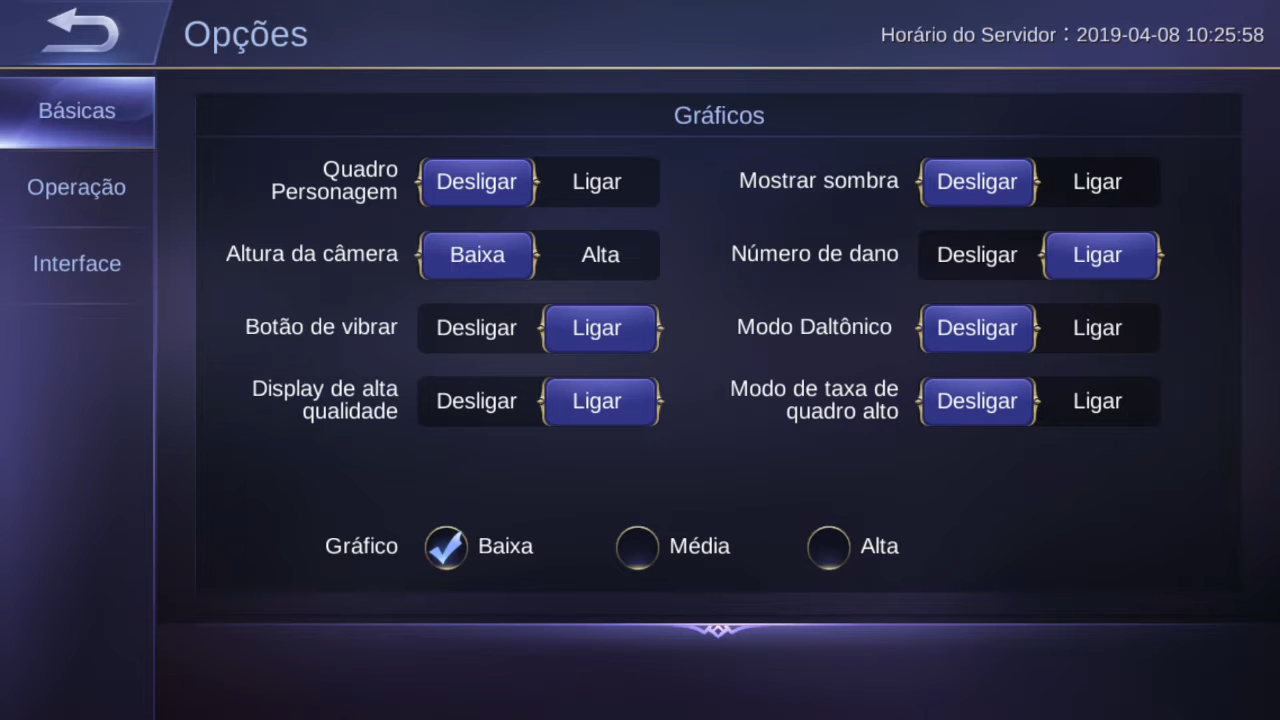 Opções
Horário do Servidor：2019-04-08 10:25:58
Básicas
Operação
Interface
Gráficos
Quadro
Personagem
Desligar
Ligar
Mostrar sombra
Desligar
Ligar
Altura da câmera
Baixa
Alta
Número de dano
Desligar
Ligar
Botão de vibrar
Desligar
Ligar
Modo Daltônico
Desligar
Ligar
Display de alta
qualidade
Desligar
Ligar
Modo de taxa de
quadro alto
Desligar
Ligar
Gráfico
Baixa
Média
Alta